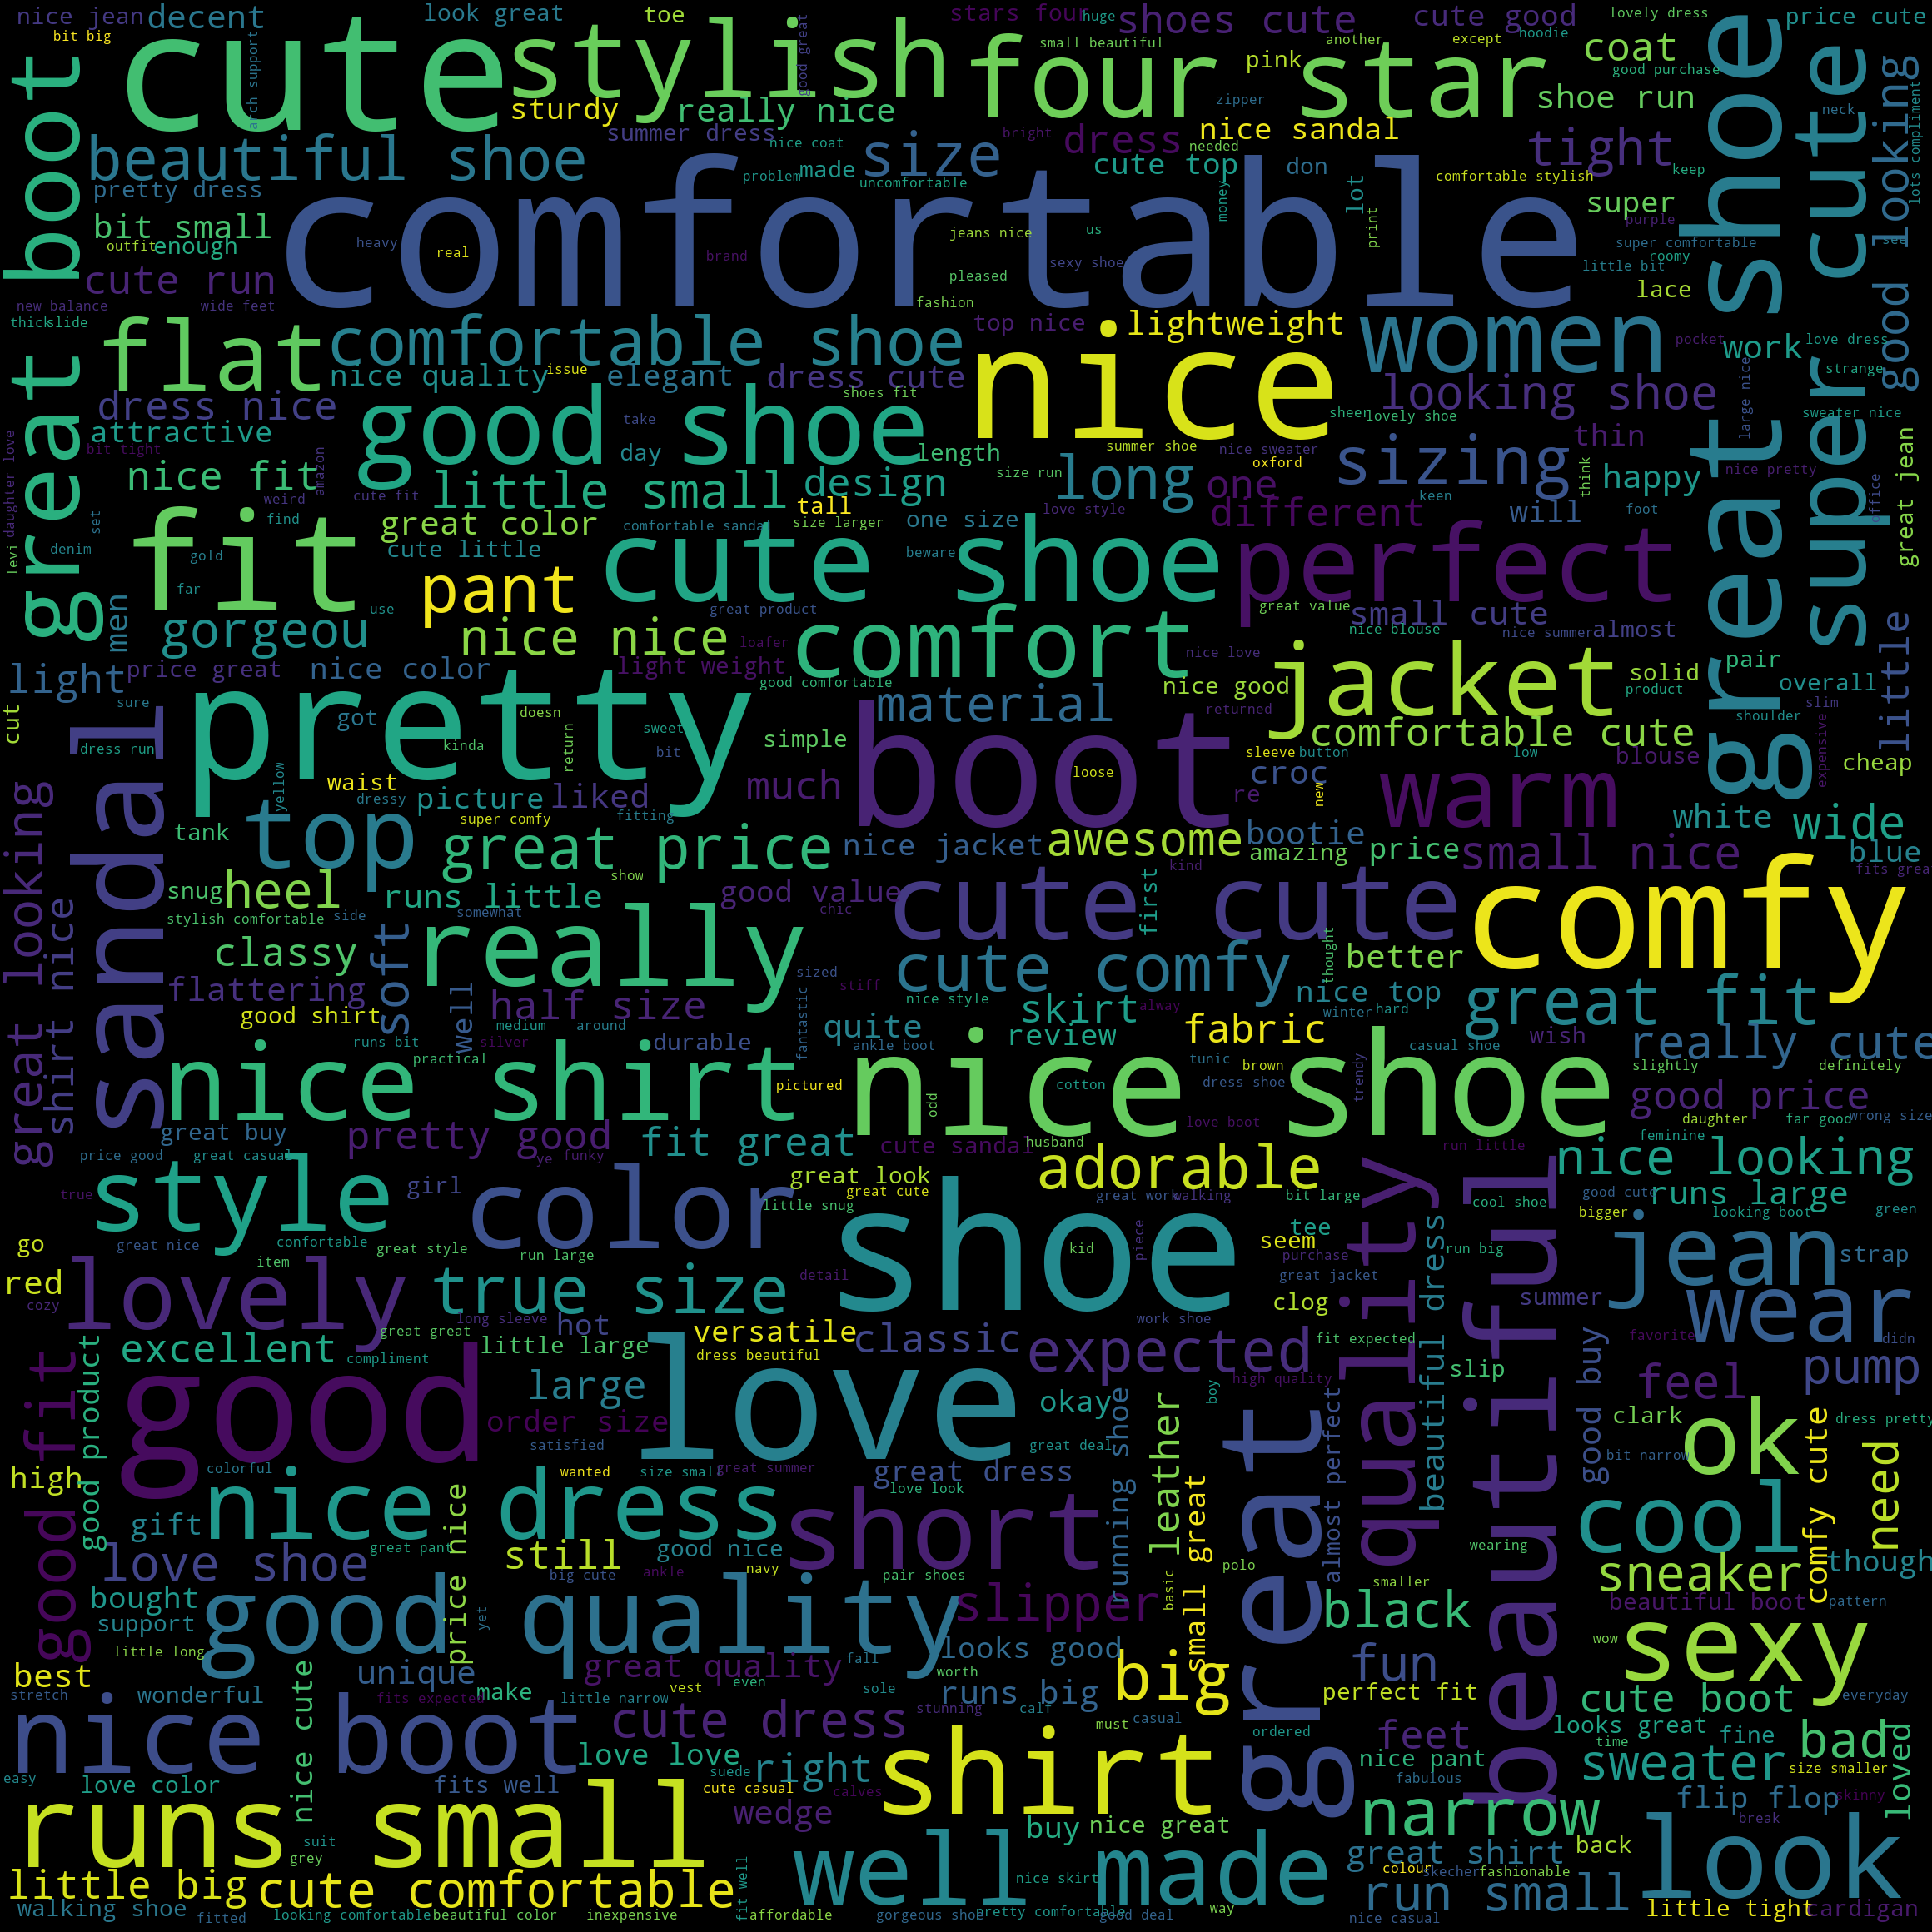 nice jean
decent
look great
toe
stars four
shoes cute
cute good
lovely dress
price cute
bit big
cute
stylish
small beautiful
another
except
hoodie
four star
pink
coat
good purchase
great boot
arch support
good great
sturdy
really nice
zipper
shoe run
great shoe
super cute
good looking
lots compliment
neck
beautiful shoe
summer dress
nice coat
size
bright
dress
needed
nice sandal
tight
pretty dress
problem
made
uncomfortable
cute top
don
comfortable stylish
keep
money
lot
print
super
purple
bit small
outfit
enough
heavy
real
comfortable
brand
jeans nice
us
sexy shoe
pleased
fashion
super comfortable
see
roomy
little bit
lace
cute run
new balance
wide feet
thick
slide
flat
comfortable shoe
top nice
lightweight
women
pocket
work
love dress
strange
nice quality
issue
elegant
dress cute
nice
looking shoe
large nice
dress nice
shoes fit
sheer
lovely shoe
sweater nice
attractive
good shoe
take
day
length
summer shoe
nice sweater
oxford
sizing
thin
nice pretty
happy
great jean
daughter love
bit tight
amazon
nice fit
weird
cute fit
little small
design
size run
long
one
think
office
levi
set
find
great color
tall
comfortable sandal
size larger
one size
love style
different
keen
will
foot
denim
gold
fit
cute little
cute shoe
beware
perfect
far
use
pant
great product
great value
small cute
men
gorgeou
nice nice
loafer
comfort
nice blouse
nice summer
almost
little
light
price great
nice color
light weight
good comfortable
nice love
jacket
pair
solid
overall
cut
sure
sandal
pretty
got
doesn
sweet
material
nice good
returned
product
slim
shoulder
dress run
kinda
return
bit
simple
boot
sleeve
button
low
comfortable cute
blouse
expensive
cheap
yellow
waist
dressy
picture
liked
fitting
much
loose
croc
re
new
warm
white
wide
tank
top
super comfy
great price
nice jacket
awesome
bootie
amazing
price
small nice
blue
great looking
shirt nice
snug
heel
runs little
show
good value
kind
cute cute
comfy
fits great
stylish comfortable
side
somewhat
chic
first
classy
soft
really
cute comfy
thought
better
flattering
well
half size
sized
stiff
nice style
alway
skirt
nice top
hard
great fit
good shirt
medium
around
fantastic
quite
review
fabric
winter
wish
really cute
runs bit
silver
durable
ankle boot
tunic
brown
casual shoe
slightly
definitely
nice shirt
practical
pictured
nice shoe
odd
dress shoe
trendy
good price
great buy
pretty good
fit great
love boot
daughter
far good
wrong size
price good
great casual
ye funky
cute sandal
husband
run little
feminine
nice looking
true
style
girl
color
great look
great cute
adorable
great work
walking
bit large
cool shoe
good cute
runs large
go
great nice
confortable
great style
run large
little snug
shoe
kid
piece
tee
seem
run big
bigger
looking boot
green
red
item
lovely
true size
detail
purchase
great jacket
quality
beautiful
jean
strap
cozy
long sleeve
hot
work shoe
clog
beautiful dress
summer
wear
excellent
great great
little large
versatile
classic
expected
fit expected
good buy
favorite
didn
good fit
good product
compliment
dress beautiful
love
high quality
boy
slip
feel
pump
good
large
okay
order size
satisfied
great deal
running shoe
leather
great
almost perfect
clark
ok
dress pretty
high
colorful
wanted
size small
great summer
great dress
small great
bit narrow
comfy cute
need
gift
nice dress
price nice
love look
short
cool
love shoe
great pant
still
good nice
navy
polo
wearing
sneaker
though
bought
big cute
ankle
pair shoes
basic
smaller
support
good quality
yet
slipper
black
beautiful boot
pattern
little long
looks good
wow
best
unique
great quality
fall
worth
big
fun
sexy
stretch
wonderful
fits expected
make
little narrow
vest
even
sole
runs big
perfect fit
cute boot
everyday
nice boot
nice cute
cute dress
stunning
calf
must
casual
ordered
feet
looks great
fine
bad
time
easy
love color
fits well
love love
suede
right
shirt
nice pant
sweater
size smaller
loved
runs small
cute casual
calves
fabulous
flip flop
skinny
wedge
buy
nice great
narrow
break
suit
grey
well made
great shirt
back
look
little big
cute comfortable
fit well
nice skirt
colour
skecher
fashionable
run small
little tight
cardigan
walking shoe
fitted
looking comfortable
beautiful color
inexpensive
affordable
gorgeous shoe
pretty comfortable
good deal
way
nice casual
huge